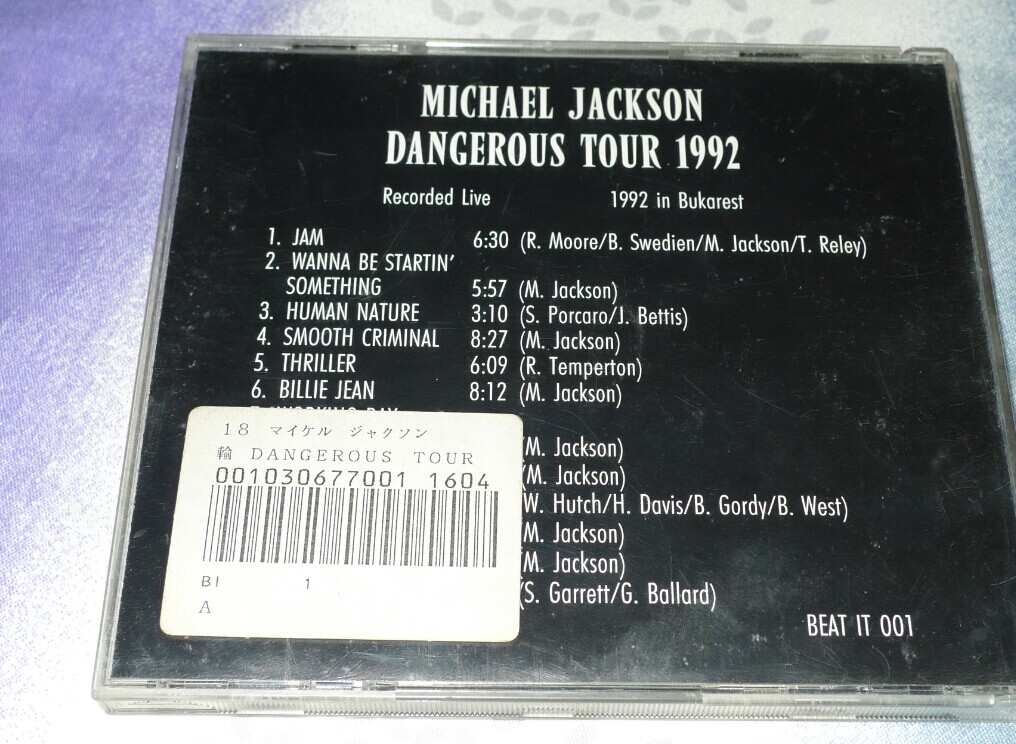 MICHAEL JACKSON
DANGEROUS TOUR 1992
Recorded Live 1992 in Bukarest
1. JAM 6:30 (R. Moore/B. Swedien/M. Jackson/T. Reley)
2. WANNA BE STARTIN'
SOMETHING 5:57 (M. Jackson)
3. HUMAN NATURE 3:10 (S. Porcaro/J. Bettis)
4. SMOOTH CRIMINAL 8:27 (M. Jackson)
5. THRILLER 6:09 (R. Temperton)
6. BILLIE JEAN 8:12 (M. Jackson)
(M. Jackson)
(M. Jackson)
W. Hutch/H. Davis/B. Gordy/B. West)
(M. Jackson)
(M. Jackson)
(S. Garrett/G. Ballard)
BEAT IT 001
18 マイケル ジャクソン
輸 DANGEROUS TOUR
001030677001 1604
BI 1
A